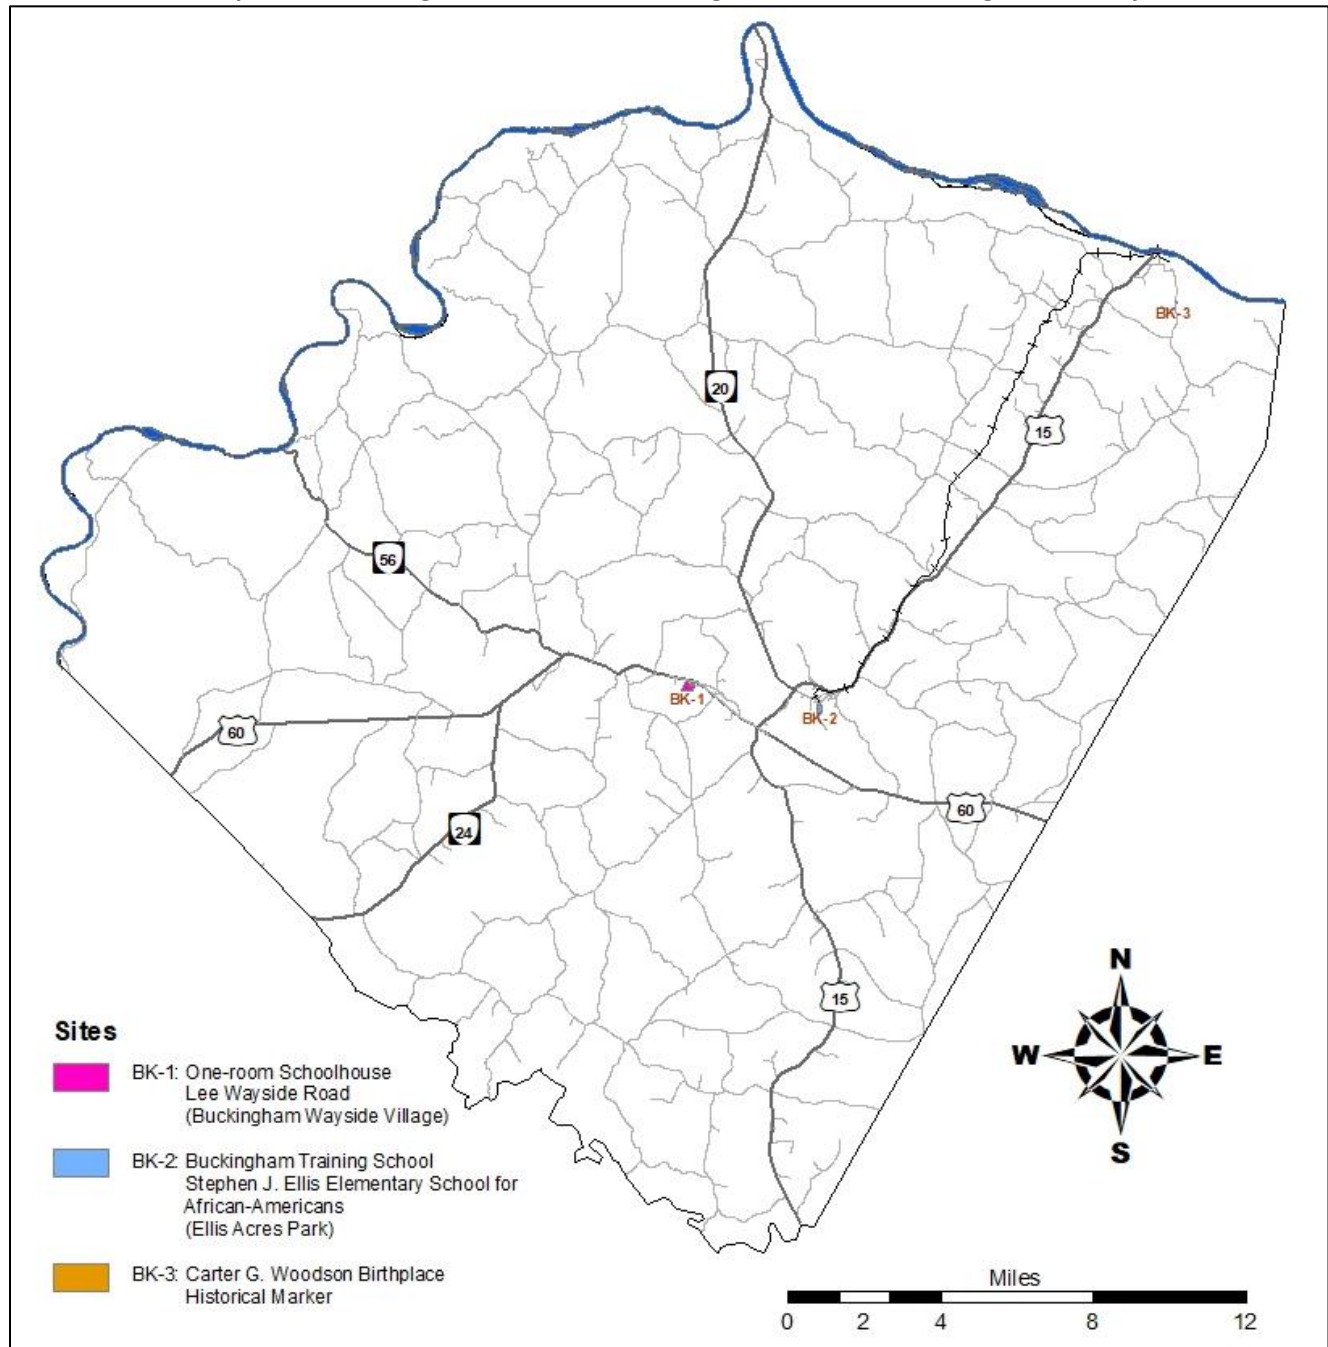 BK-3
20
15
56
BK-1
BK-2
60
60
24
15
N
W
E
S
Sites
BK-1: One-room Schoolhouse
Lee Wayside Road
(Buckingham Wayside Village)
BK-2: Buckingham Training School
Stephen J. Ellis Elementary School for
African-Americans
(Ellis Acres Park)
BK-3: Carter G. Woodson Birthplace
Historical Marker
Miles
0 2 4 8 12